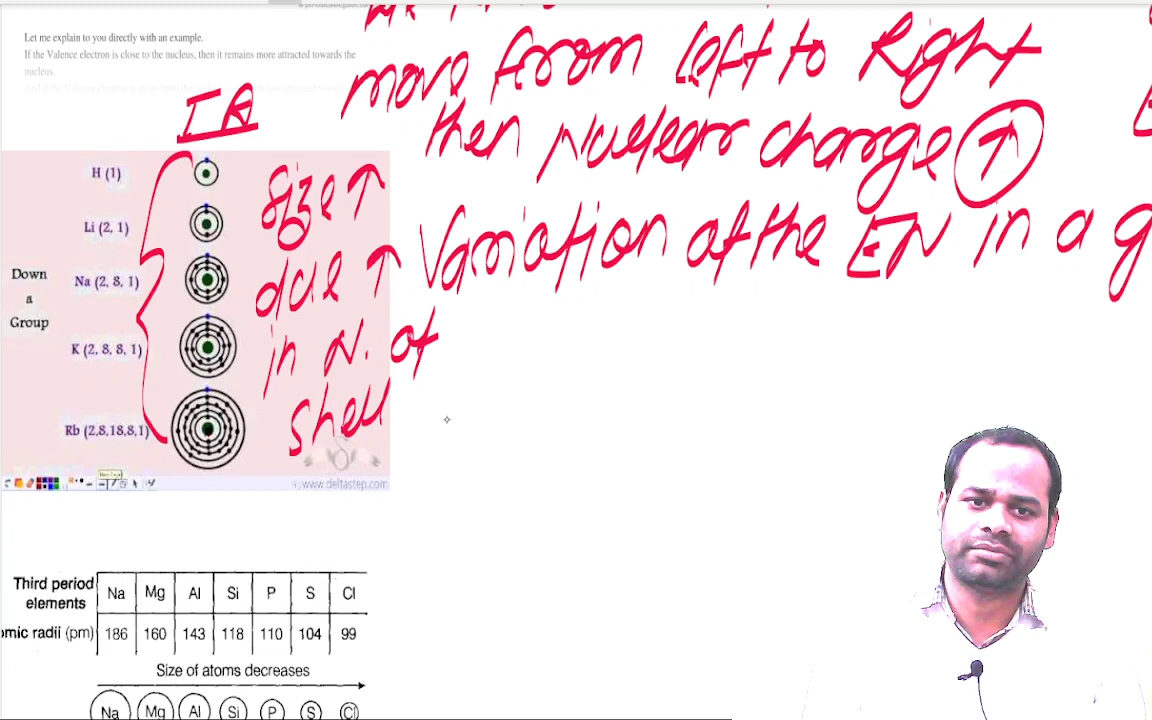 Let me explain to you directly with an example.
If the Valence electron is close to the nucleus, then it remains more attracted towards the
nucleus.
move from Left to Right
then Nuclear charge ↑
Variation of the EN in a g
I A
H (1)
Li (2, 1)
Na (2, 8, 1)
K (2, 8, 8, 1)
Rb (2,8,18,8,1)
Down
a
Group
Size ↑
due ↑
in N. of
shell
www.deltastep.com
Third period elements Na Mg Al Si P S Cl
omic radii (pm) 186 160 143 118 110 104 99
Size of atoms decreases
Na Mg Al Si P S Cl